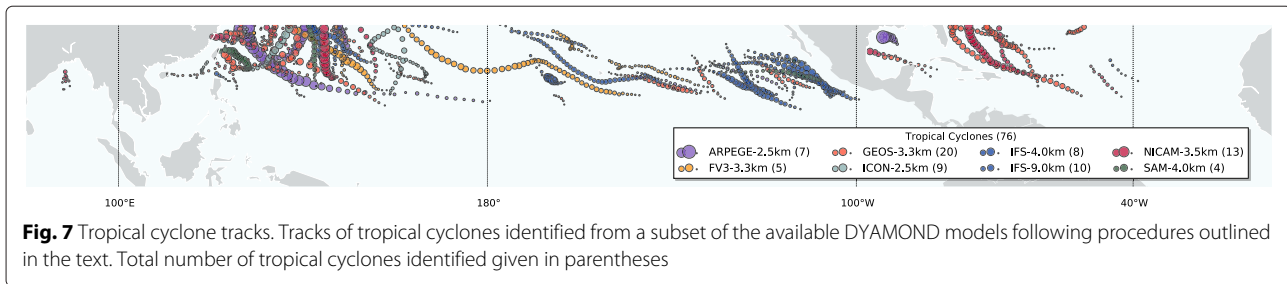 Tropical Cyclones (76)
ARPEGE-2.5km (7) GEOS-3.3km (20) IFS-4.0km (8) NICAM-3.5km (13)
FV3-3.3km (5) ICON-2.5km (9) IFS-9.0km (10) SAM-4.0km (4)
100°E 180° 100°W 40°W
Fig. 7 Tropical cyclone tracks. Tracks of tropical cyclones identified from a subset of the available DYAMOND models following procedures outlined
in the text. Total number of tropical cyclones identified given in parentheses